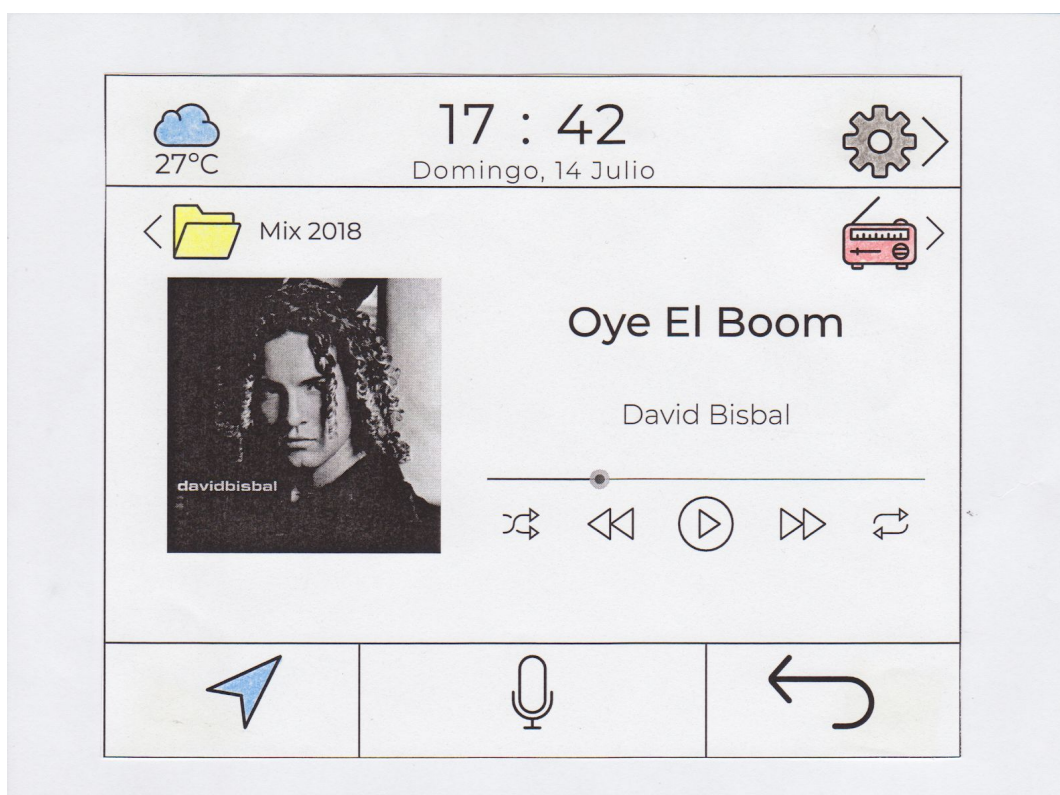 17 : 42
27°C
Domingo, 14 Julio
Mix 2018
Oye El Boom
David Bisbal
davidbisbal